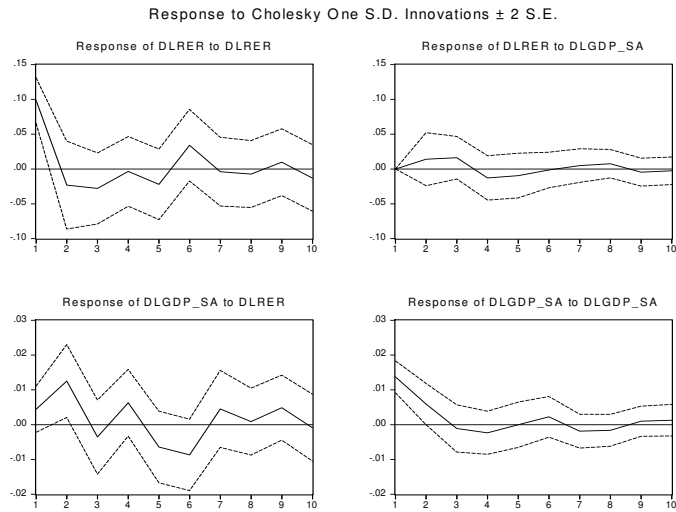 Response to Cholesky One S.D. Innovations ± 2 S.E.
Response of DLRER to DLRER
.15
.10
.05
.00
-.05
-.10
1 2 3 4 5 6 7 8 9 10
Response of DLRER to DLGDP_SA
.15
.10
.05
.00
-.05
-.10
1 2 3 4 5 6 7 8 9 10
Response of DLGDP_SA to DLRER
.03
.02
.01
.00
-.01
-.02
1 2 3 4 5 6 7 8 9 10
Response of DLGDP_SA to DLGDP_SA
.03
.02
.01
.00
-.01
-.02
1 2 3 4 5 6 7 8 9 10